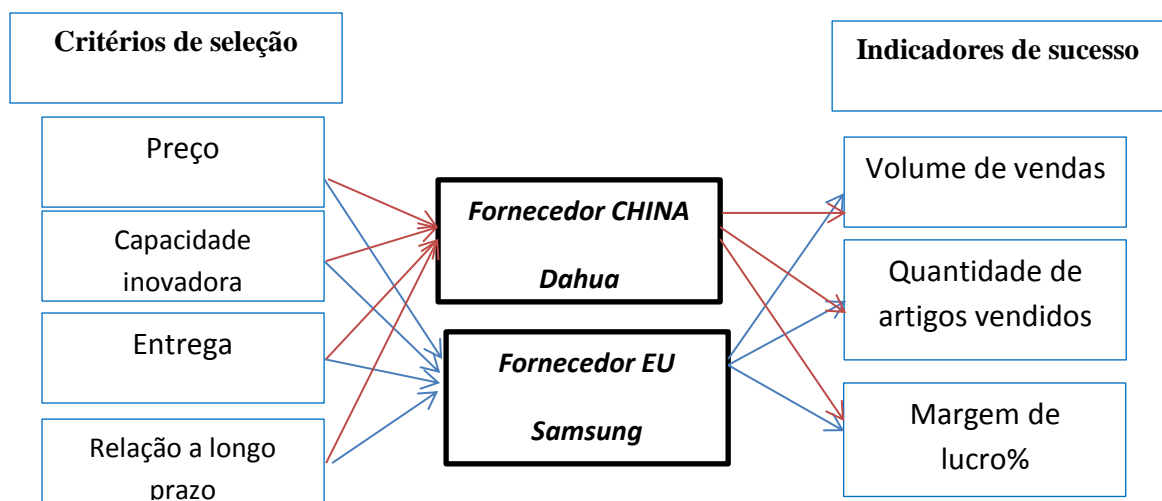 Critérios de seleção
Preço
Capacidade
inovadora
Entrega
Relação a longo
prazo
Fornecedor CHINA
Dahua
Fornecedor EU
Samsung
Indicadores de sucesso
Volume de vendas
Quantidade de
artigos vendidos
Margem de
lucro%